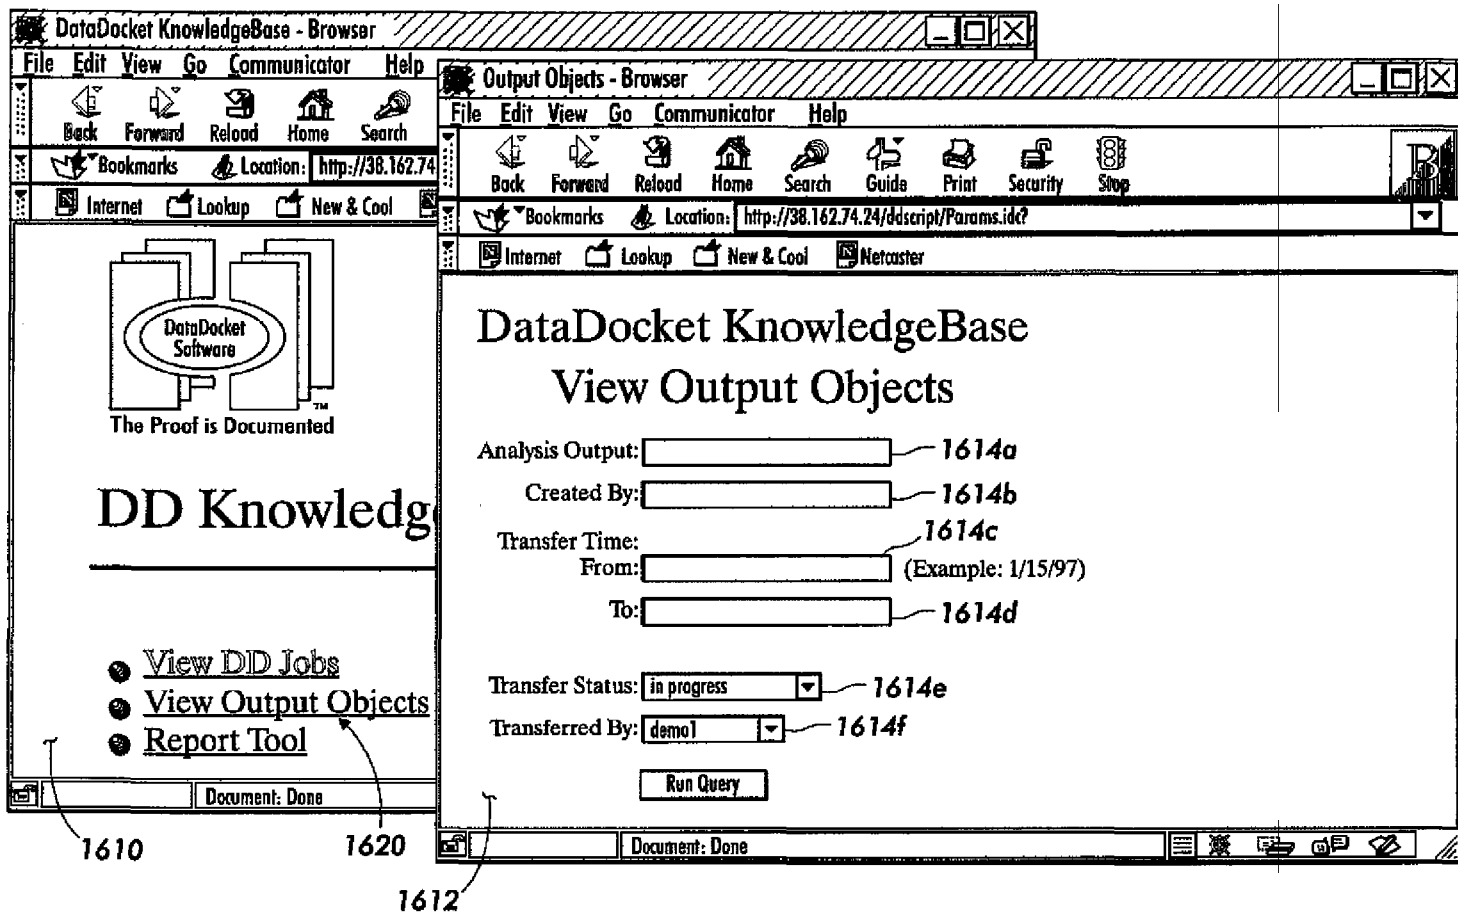 DataDocket KnowledgeBase - Browser
File Edit View Go Communicator Help
Back Forward Reload Home Search
Bookmarks Location: http://38.162.74
Internet Lookup New & Cool
DataDocket
Software
TM
The Proof is Documented
DD Knowledge
View DD Jobs
View Output Objects
Report Tool
Document: Done
1610
1620
Output Objects - Browser
File Edit View Go Communicator Help
Back Forward Reload Home Search Guide Print Security Stop
B
Bookmarks Location: http://38.162.74.24/ddscript/Params.idc?
Internet Lookup New & Cool Netcaster
DataDocket KnowledgeBase
View Output Objects
Analysis Output: 1614a
Created By: 1614b
Transfer Time: 1614c
From: (Example: 1/15/97)
To: 1614d
Transfer Status: in progress 1614e
Transferred By: demo1 1614f
Run Query
Document: Done
1612